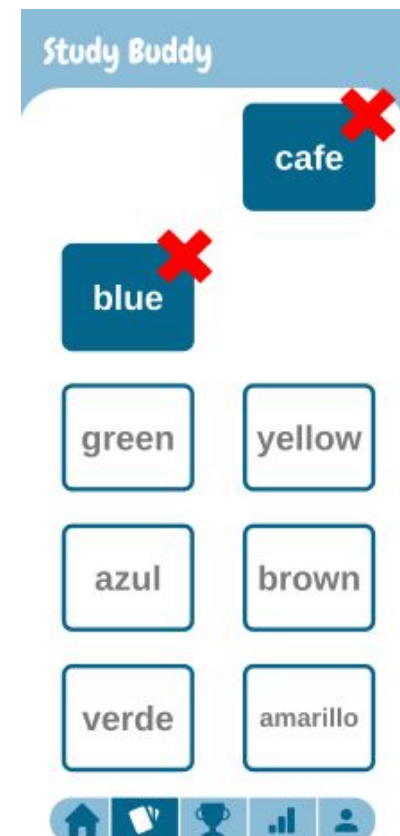 Study Buddy
cafe
blue
green yellow
azul brown
verde amarillo